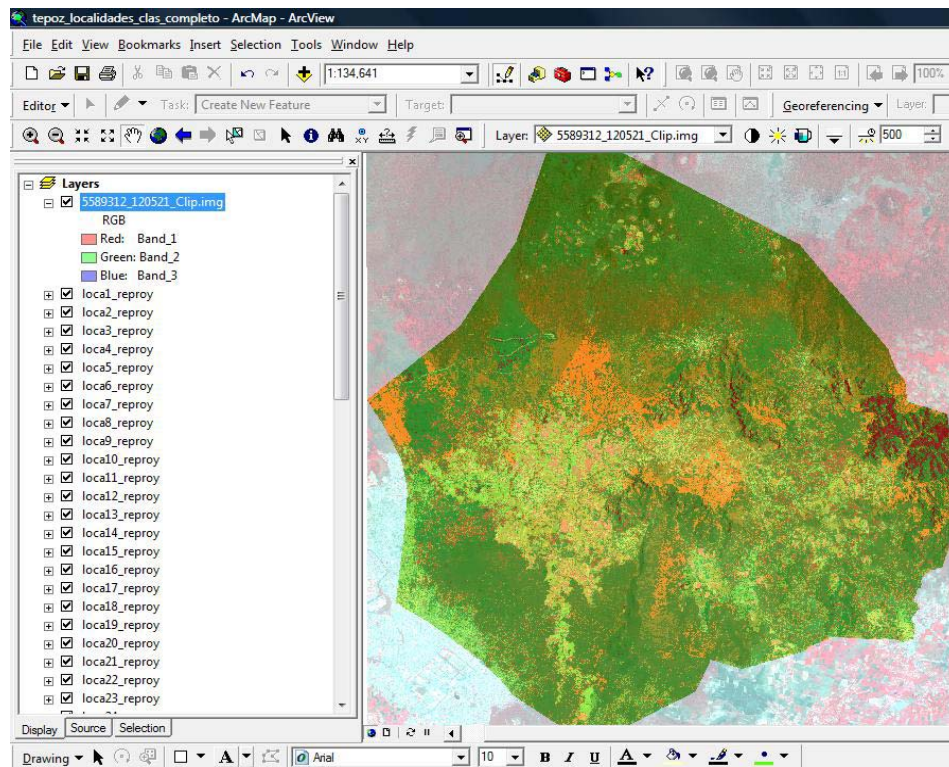 tepoz_localidades_clas_completo - ArcMap - ArcView
File Edit View Bookmarks Insert Selection Tools Window Help
1:134,641 100%
Editor Task: Create New Feature Target: Georeferencing Layer:
Layer: 5589312_120521_Clip.img 500
Layers
5589312_120521_Clip.img
RGB
Red: Band_1
Green: Band_2
Blue: Band_3
loca1_reproy
loca2_reproy
loca3_reproy
loca4_reproy
loca5_reproy
loca6_reproy
loca7_reproy
loca8_reproy
loca9_reproy
loca10_reproy
loca11_reproy
loca12_reproy
loca13_reproy
loca14_reproy
loca15_reproy
loca16_reproy
loca17_reproy
loca18_reproy
loca19_reproy
loca20_reproy
loca21_reproy
loca22_reproy
loca23_reproy
Display Source Selection
Drawing A Arial 10 B I U A